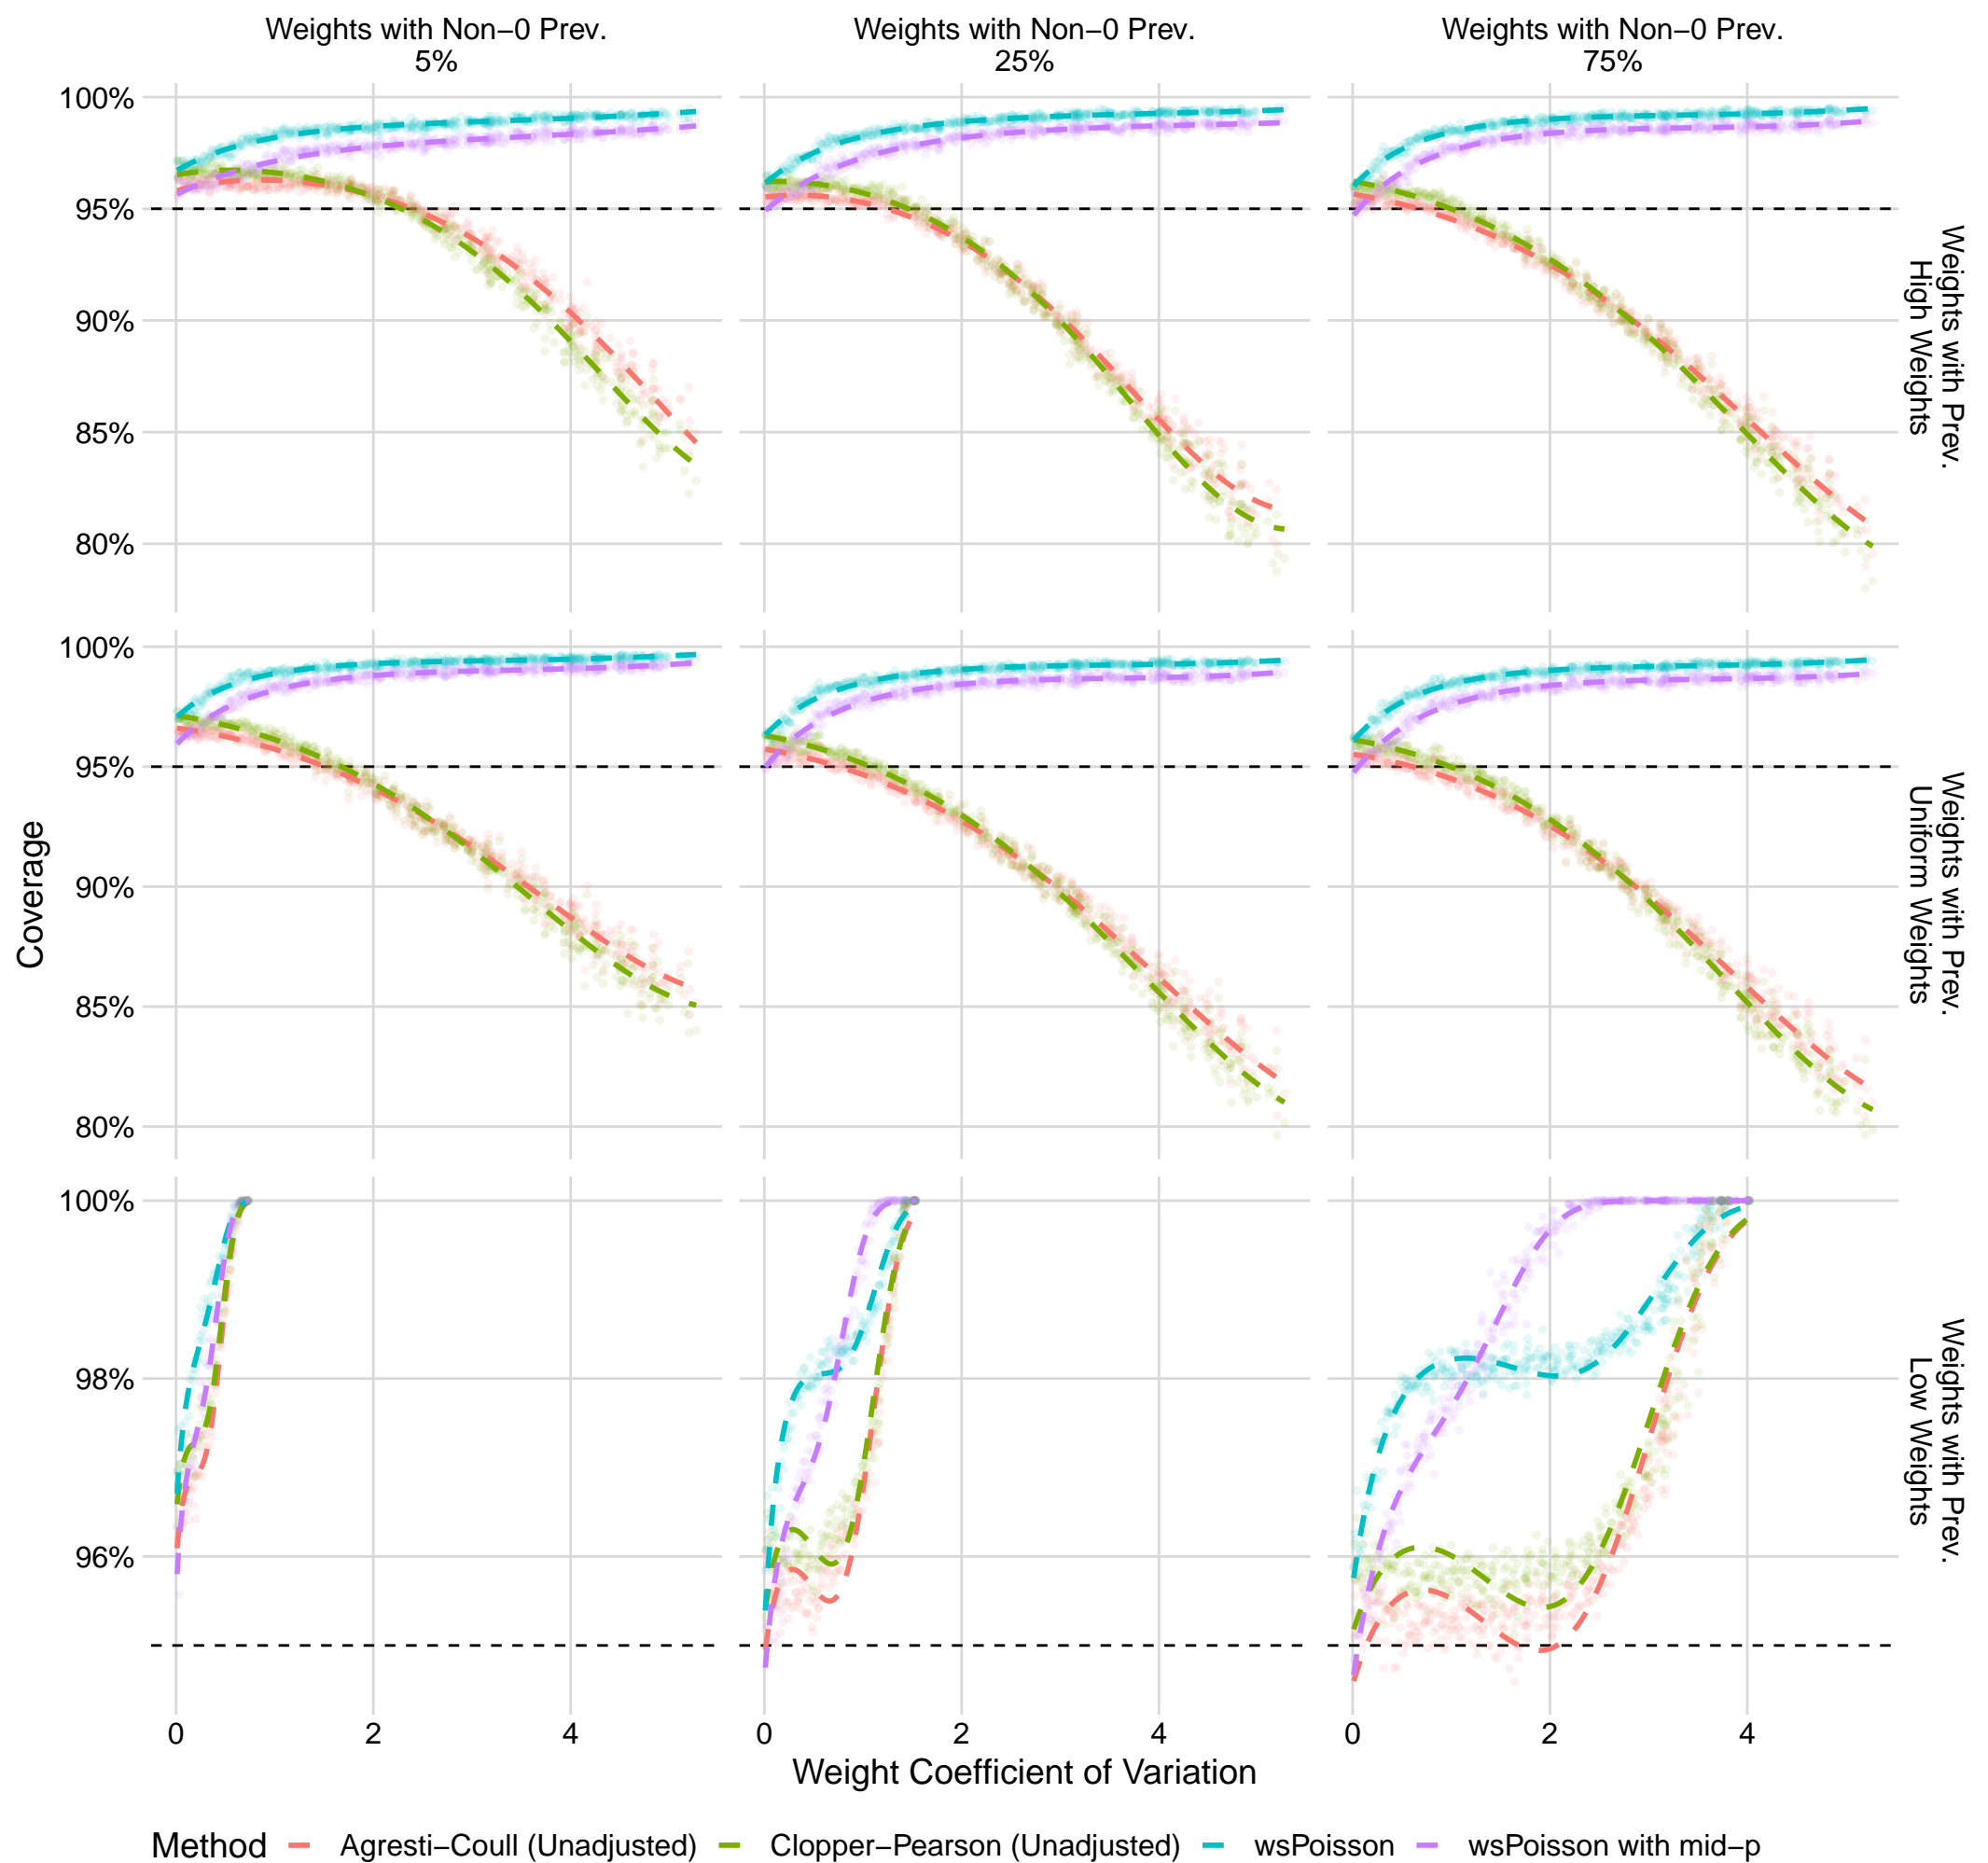 Weights with Non−0 Prev.
5%
Weights with Non−0 Prev.
25%
Weights with Non−0 Prev.
75%
100%
95%
90%
85%
80%
Weights with Prev.
High Weights
100%
95%
90%
85%
80%
Weights with Prev.
Uniform Weights
Coverage
100%
98%
96%
Weights with Prev.
Low Weights
0 2 4
0 2 4
0 2 4
Weight Coefficient of Variation
Method Agresti−Coull (Unadjusted) Clopper−Pearson (Unadjusted) wsPoisson wsPoisson with mid−p